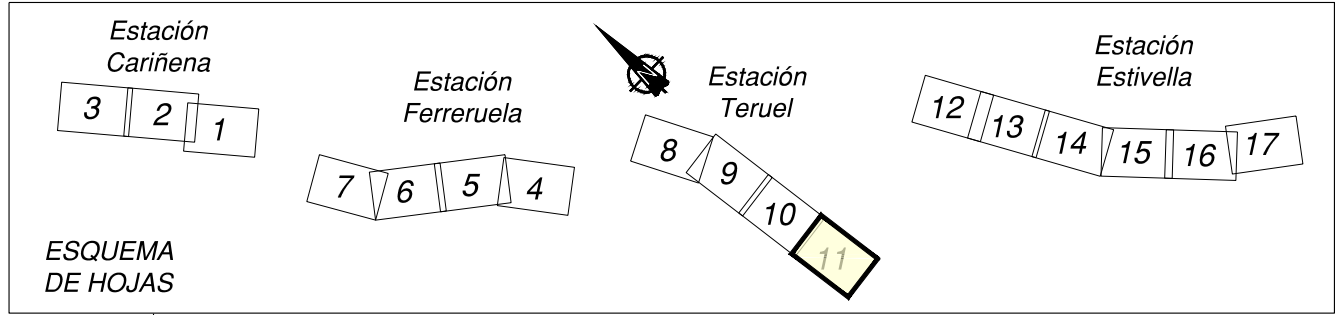 Estación
Cariñena
3 2 1
Estación
Ferreruela
7 6 5 4
Estación
Teruel
8 9 10 11
Estación
Estivella
12 13 14 15 16 17
ESQUEMA
DE HOJAS